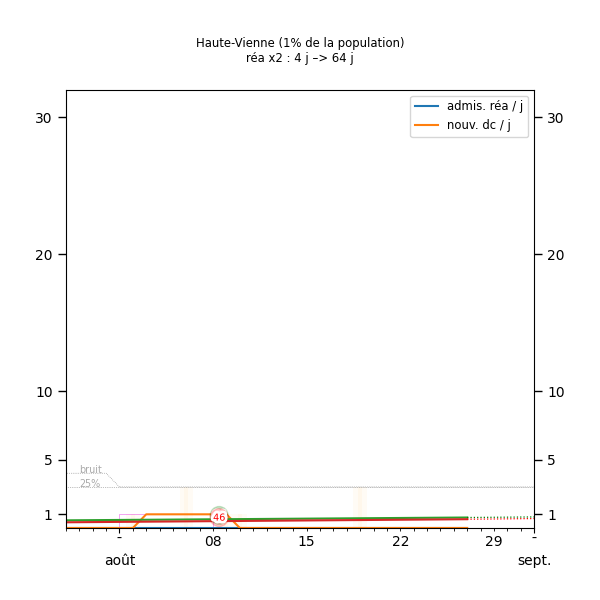 Haute-Vienne (1% de la population)
réa x2 : 4 j –> 64 j
admis. réa / j
nouv. dc / j
30 30
20 20
10 10
5 5
bruit
25%
1 46 1
- 08 15 22 29 -
août sept.